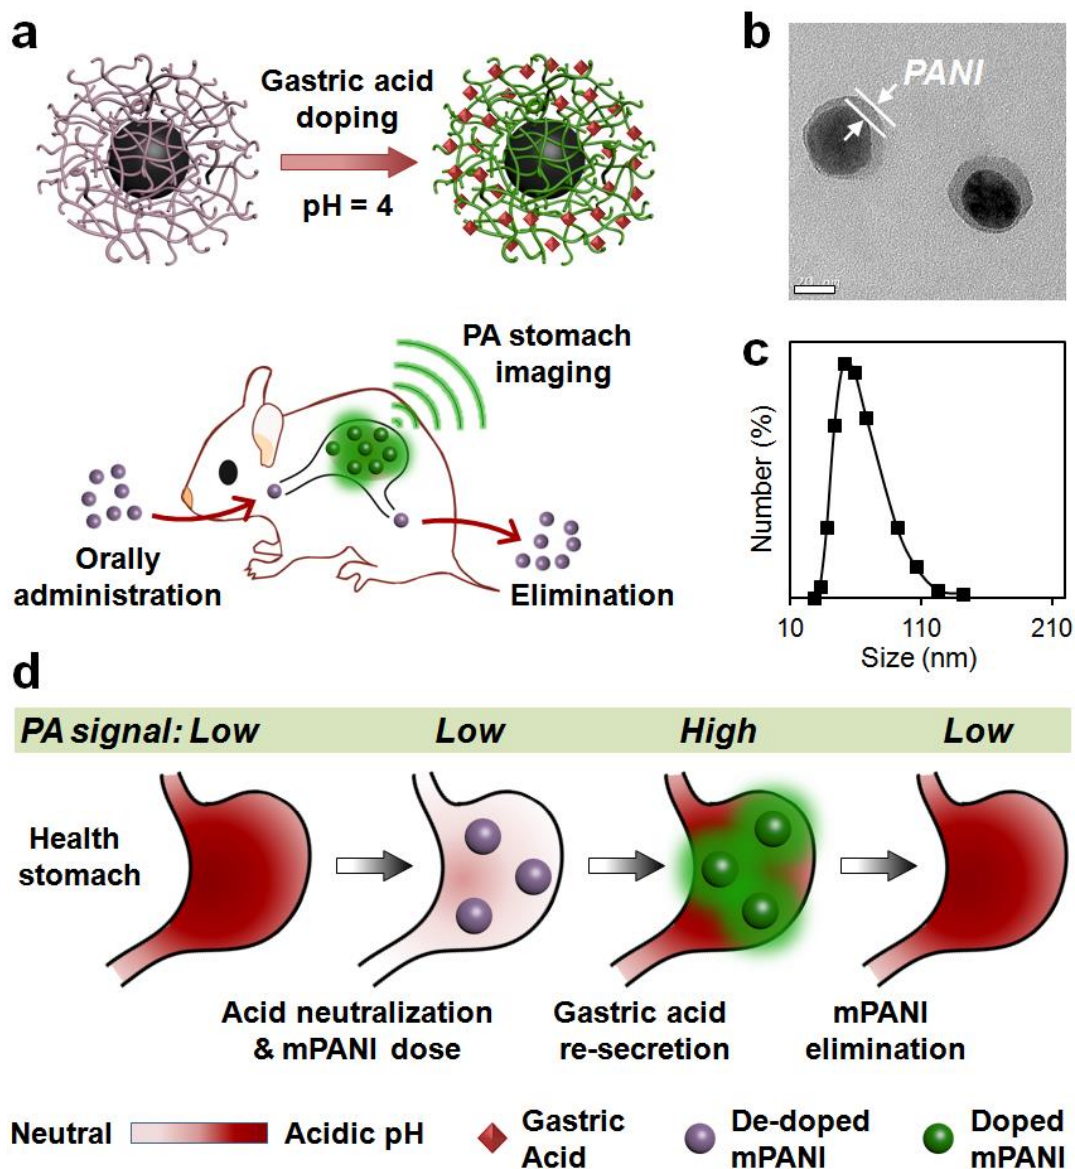 a
Gastric acid
doping
pH = 4
PA stomach
imaging
Orally
administration
Elimination
b
PANI
20 nm
c
Number (%)
10 110 210
Size (nm)
d
PA signal: Low Low High Low
Health
stomach
Acid neutralization
& mPANI dose
Gastric acid
re-secretion
mPANI
elimination
Neutral
Acidic pH
Gastric
Acid
De-doped
mPANI
Doped
mPANI